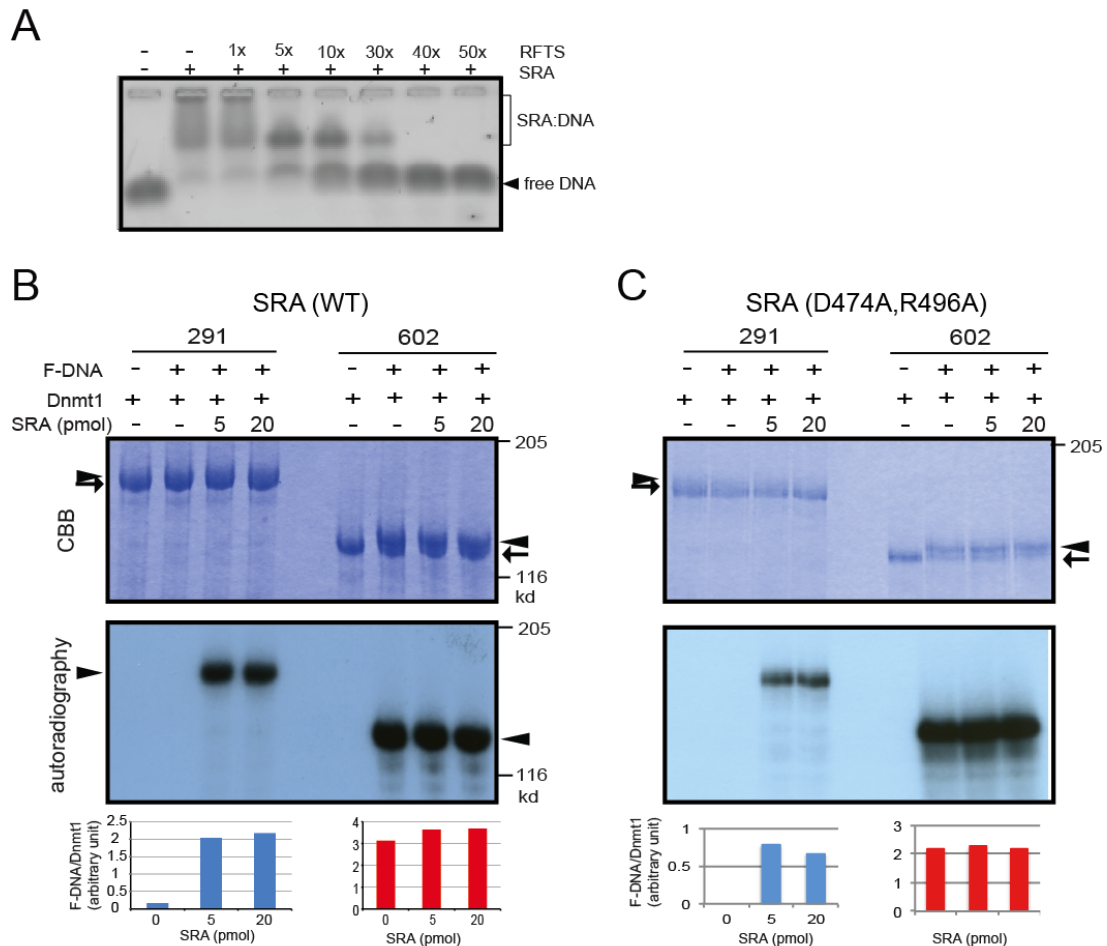 A
- - 1x 5x 10x 30x 40x 50x RFTS
- + + + + + + + SRA
SRA:DNA
free DNA
B
SRA (WT)
291 602
F-DNA - + + + - + + +
Dnmt1 + + + + + + + +
SRA (pmol) - - 5 20 - - 5 20
205
CBB
116
kd
205
autoradiography
116
kd
F-DNA/Dnmt1
(arbitrary unit)
2.5
2
1.5
1
0.5
0
0 5 20
SRA (pmol)
4
3
2
1
0
0 5 20
SRA (pmol)
C
SRA (D474A,R496A)
291 602
- + + + - + + +
+ + + + + + + +
- - 5 20 - - 5 20
205
F-DNA/Dnmt1
(arbitrary unit)
1
0.5
0
0 5 20
SRA (pmol)
3
2
1
0
SRA (pmol)